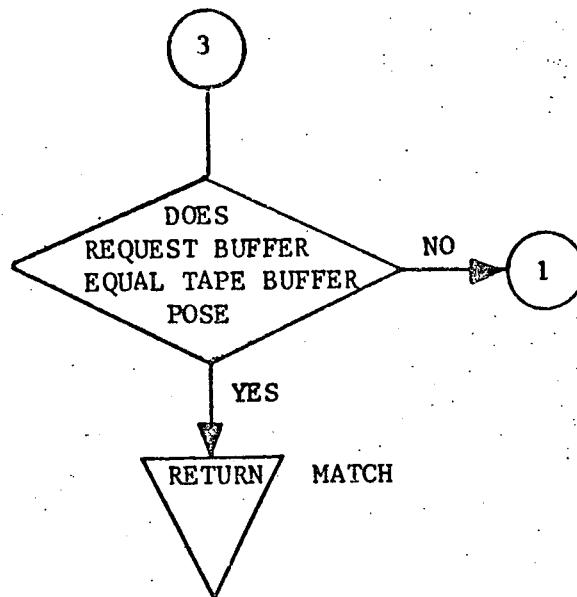 3
DOES
REQUEST BUFFER
EQUAL TAPE BUFFER
POSE
NO
1
YES
RETURN MATCH